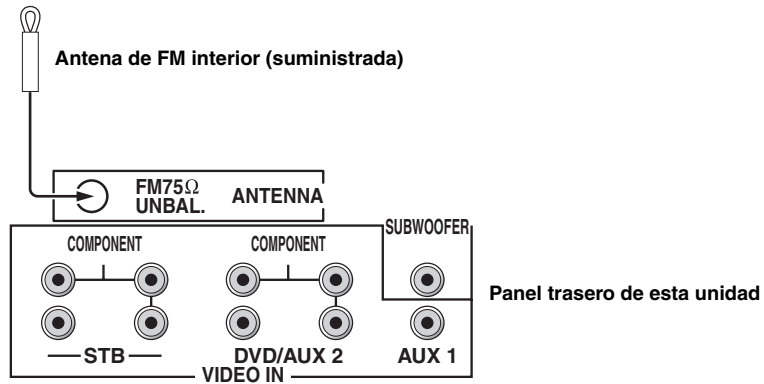 Antena de FM interior (suministrada)
FM75Ω
UNBAL.
ANTENNA
SUBWOOFER
COMPONENT
COMPONENT
Panel trasero de esta unidad
STB
DVD/AUX 2
AUX 1
VIDEO IN